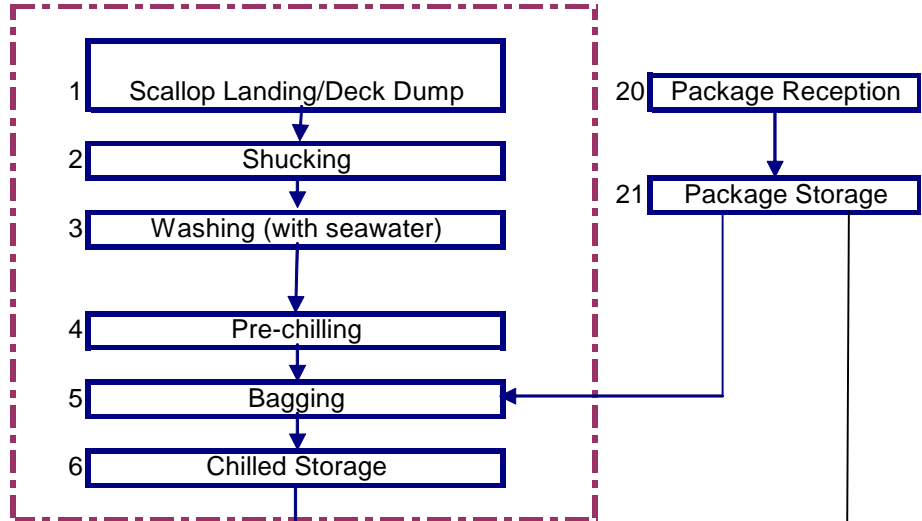 1 Scallop Landing/Deck Dump
2 Shucking
3 Washing (with seawater)
4 Pre-chilling
5 Bagging
6 Chilled Storage
20 Package Reception
21 Package Storage